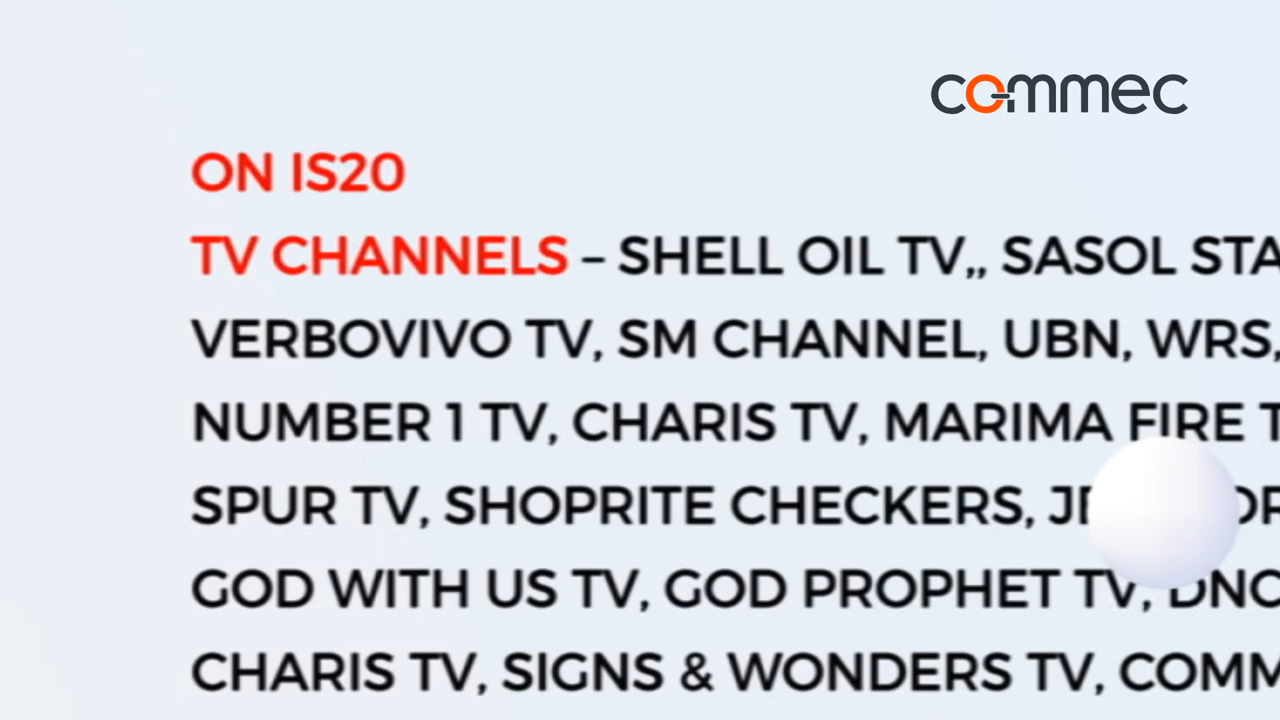 commec
ON IS20
TV CHANNELS – SHELL OIL TV,, SASOL
VERBOVIVO TV, SM CHANNEL, UBN, WRS,
NUMBER 1 TV, CHARIS TV, MARIMA FIRE
SPUR TV, SHOPRITE CHECKERS,
GOD WITH US TV, GOD PROPHET TV,
CHARIS TV, SIGNS & WONDERS TV,